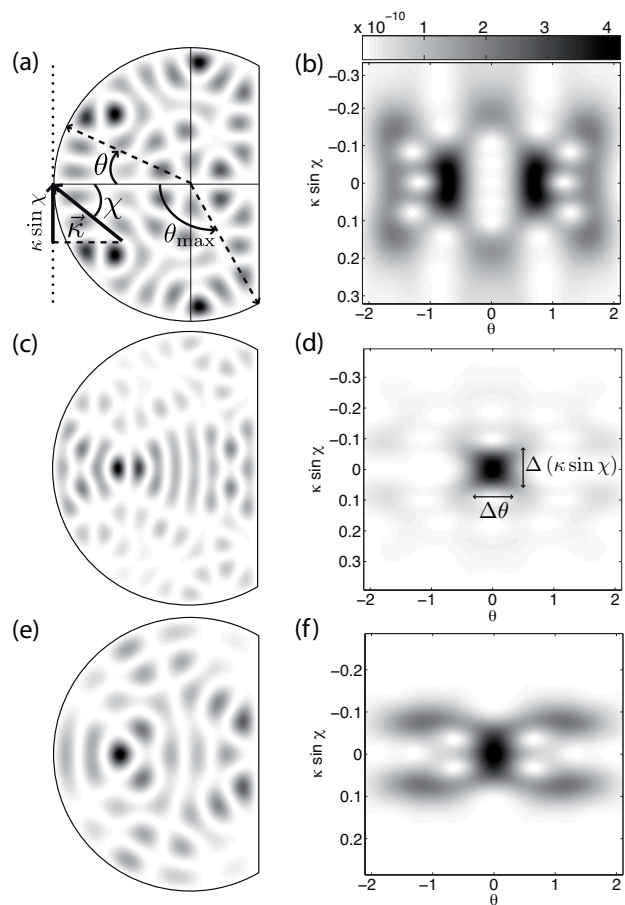 x 10⁻¹⁰ 1 2 3 4
(a)
θ
χ
κ⃗
κ sin χ
θmax
(b)
κ sin χ
−0.3
−0.2
−0.1
0
0.1
0.2
0.3
−2 −1 0 1 2
θ
(c)
(d)
κ sin χ
−0.3
−0.2
−0.1
0
0.1
0.2
0.3
Δ (κ sin χ)
Δθ
−2 −1 0 1 2
θ
(e)
(f)
κ sin χ
−0.2
−0.1
0
0.1
0.2
−2 −1 0 1 2
θ